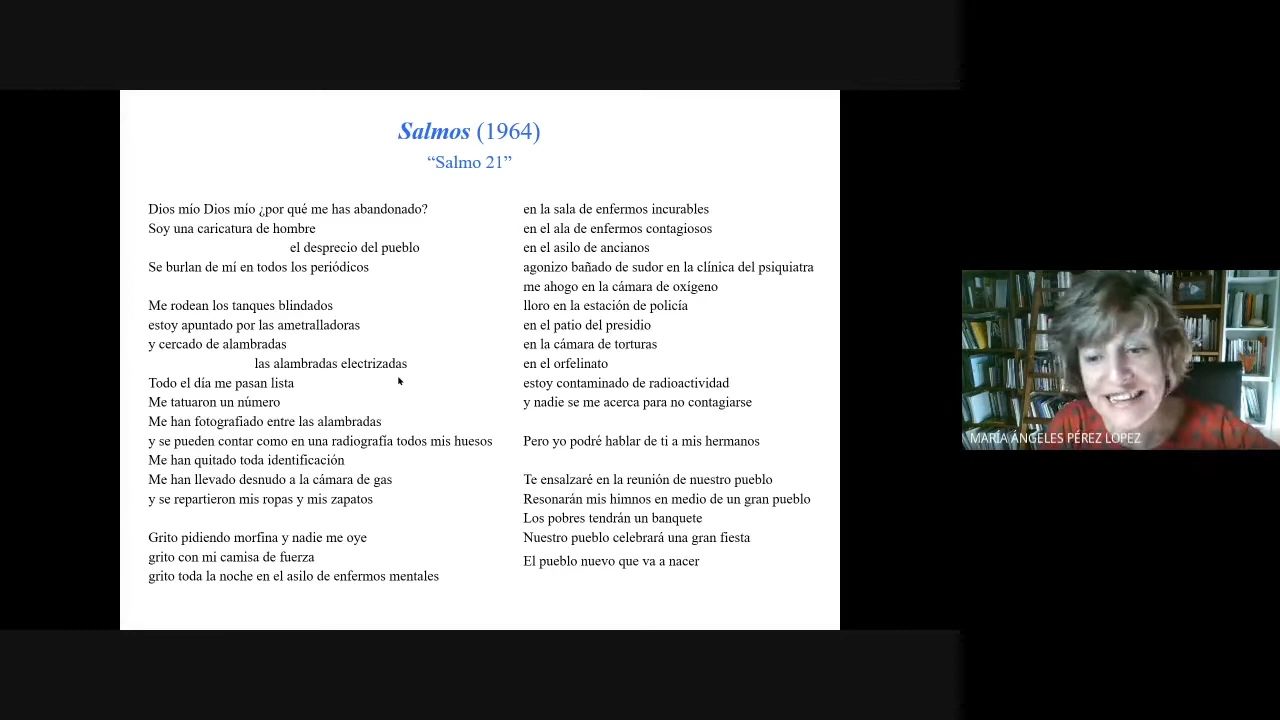 Salmos (1964)
“Salmo 21”
Dios mío Dios mío ¿por qué me has abandonado?
Soy una caricatura de hombre
el desprecio del pueblo
Se burlan de mí en todos los periódicos
Me rodean los tanques blindados
estoy apuntado por las ametralladoras
y cercado de alambradas
las alambradas electrizadas
Todo el día me pasan lista
Me tatuaron un número
Me han fotografiado entre las alambradas
y se pueden contar como en una radiografía todos mis huesos
Me han quitado toda identificación
Me han llevado desnudo a la cámara de gas
y se repartieron mis ropas y mis zapatos
Grito pidiendo morfina y nadie me oye
grito con mi camisa de fuerza
grito toda la noche en el asilo de enfermos mentales
en la sala de enfermos incurables
en el ala de enfermos contagiosos
en el asilo de ancianos
agonizo bañado de sudor en la clínica del psiquiatra
me ahogo en la cámara de oxígeno
lloro en la estación de policía
en el patio del presidio
en la cámara de torturas
en el orfelinato
estoy contaminado de radioactividad
y nadie se me acerca para no contagiarse
Pero yo podré hablar de ti a mis hermanos
Te ensalzaré en la reunión de nuestro pueblo
Resonarán mis himnos en medio de un gran pueblo
Los pobres tendrán un banquete
Nuestro pueblo celebrará una gran fiesta
El pueblo nuevo que va a nacer
MARÍA ÁNGELES PÉREZ LÓPEZ